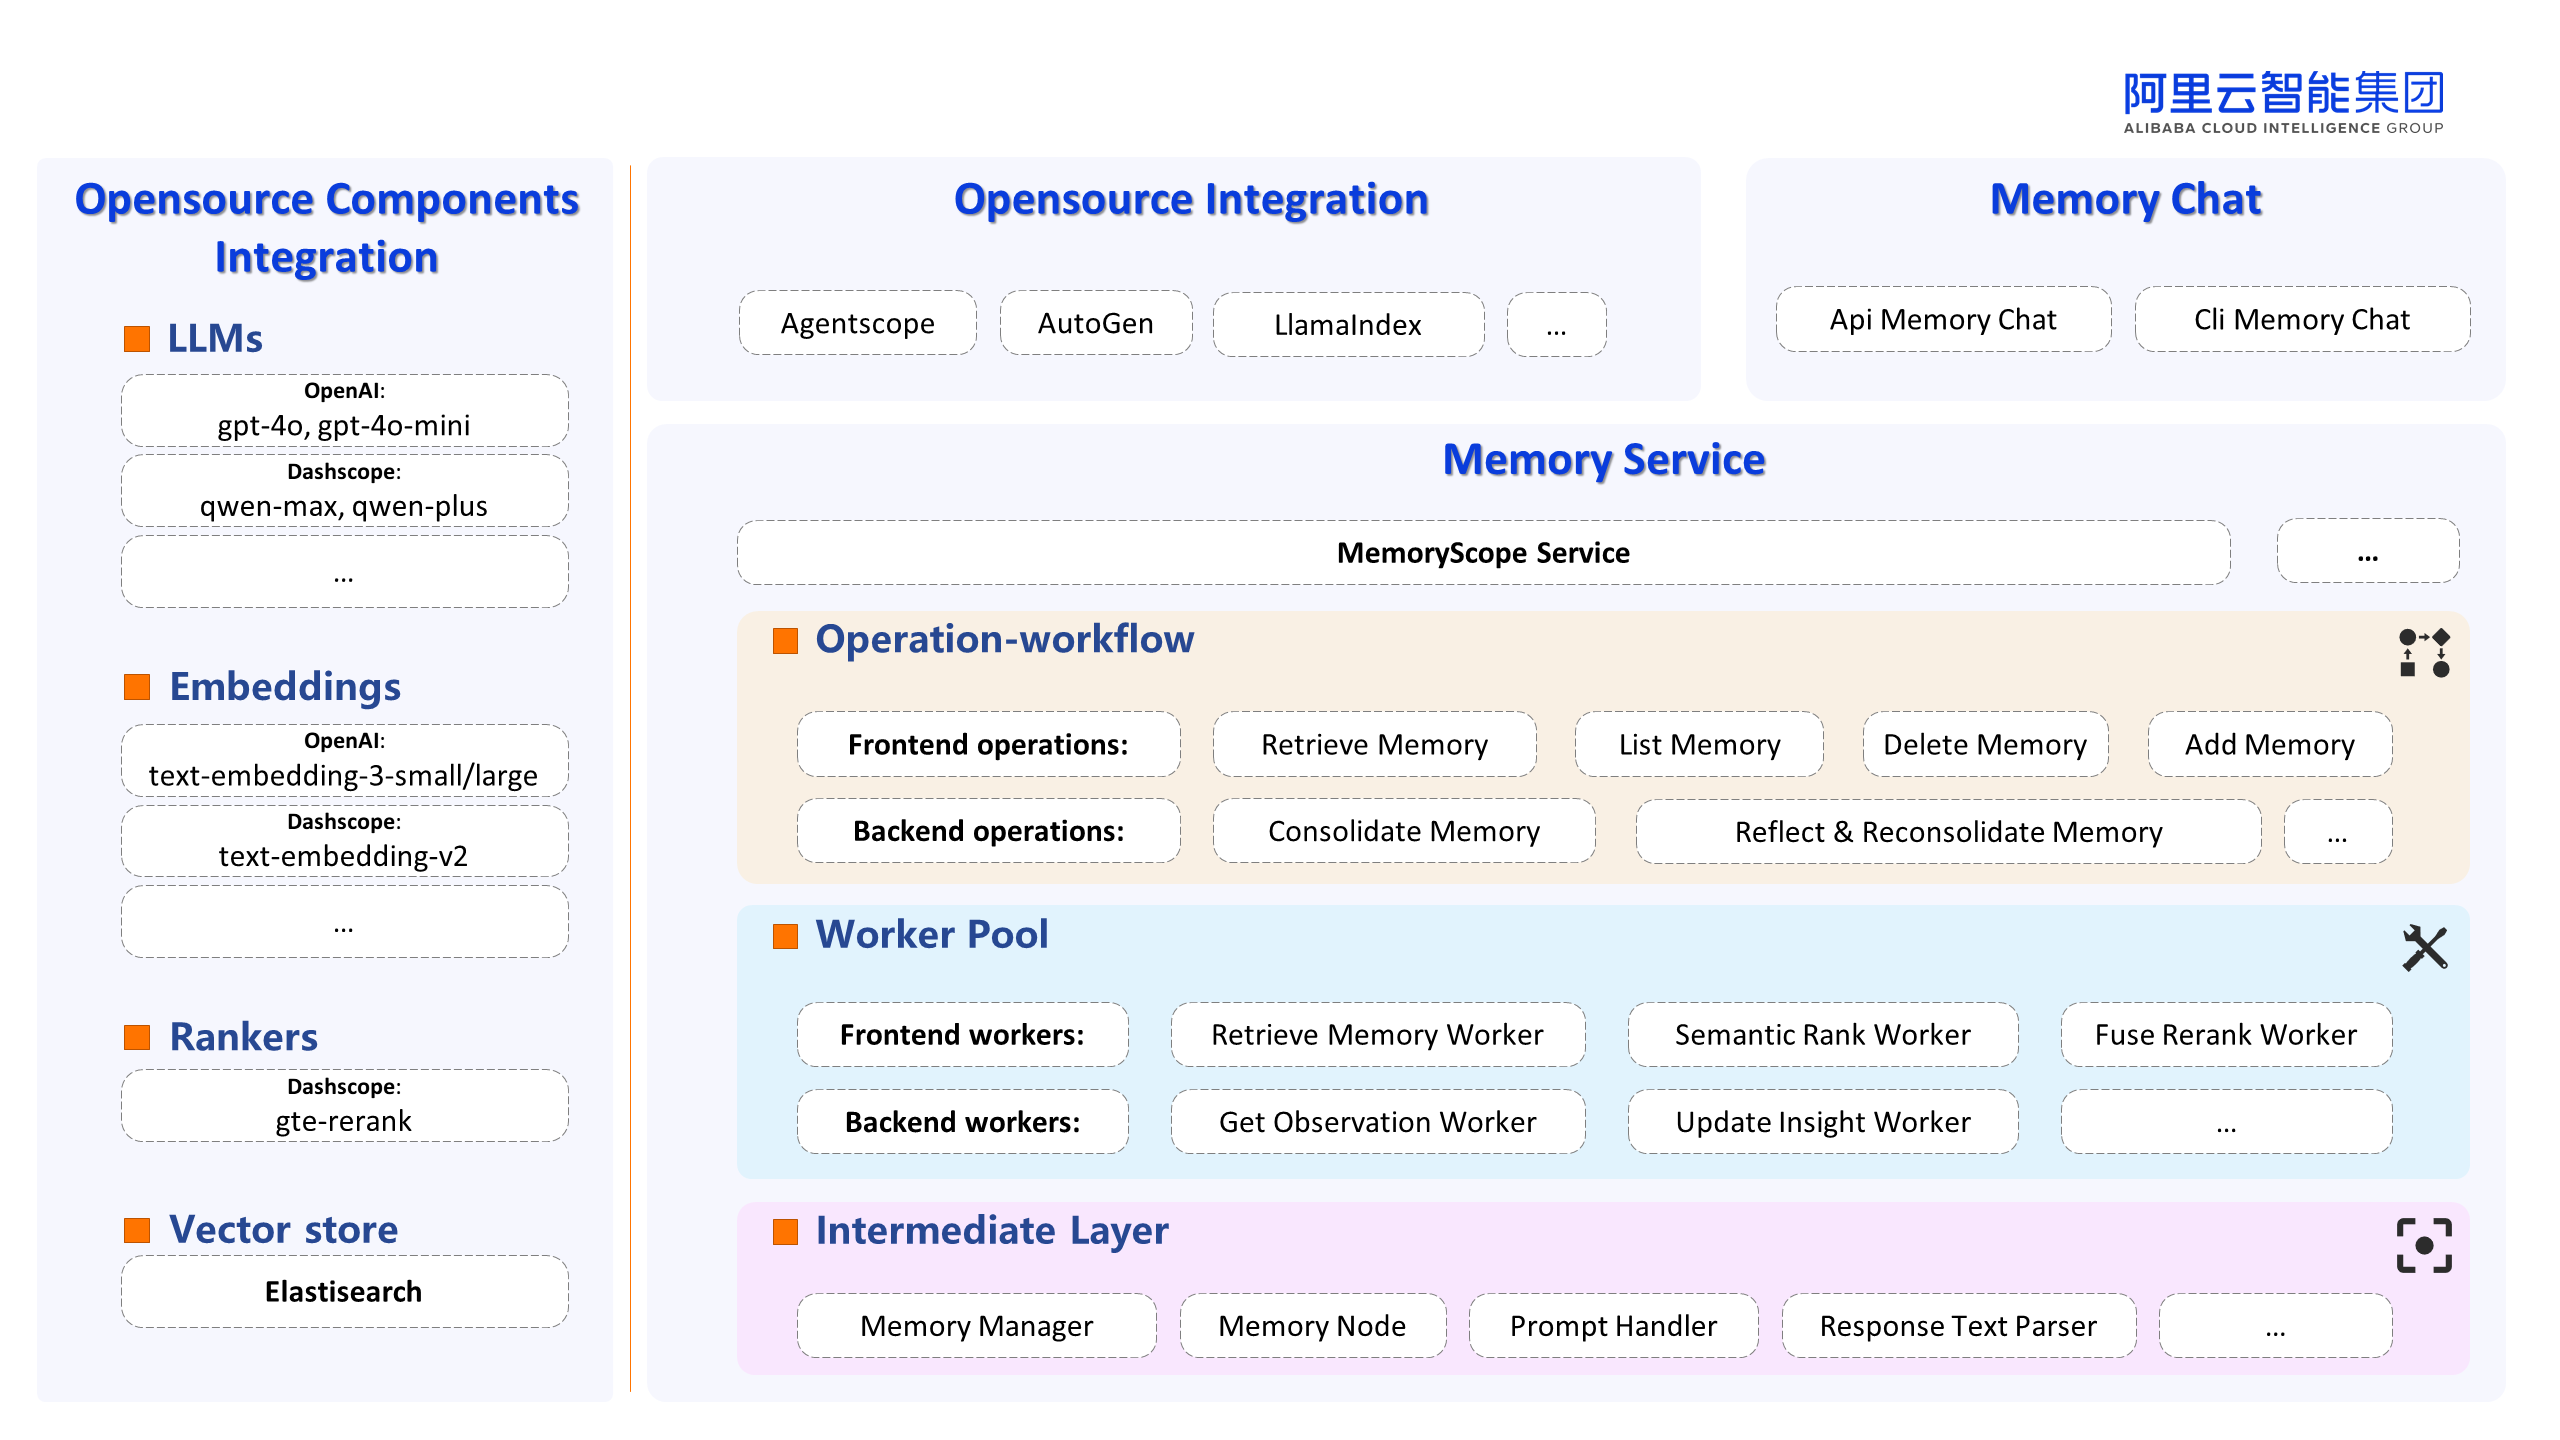 阿里云智能集团
ALIBABA CLOUD INTELLIGENCE GROUP
Opensource Components
Integration
LLMs
OpenAI:
gpt-4o, gpt-4o-mini
Dashscope:
qwen-max, qwen-plus
...
Embeddings
OpenAI:
text-embedding-3-small/large
Dashscope:
text-embedding-v2
...
Rankers
Dashscope:
gte-rerank
Vector store
Elastisearch
Opensource Integration
Agentscope
AutoGen
LlamaIndex
...
Memory Chat
Api Memory Chat
Cli Memory Chat
Memory Service
MemoryScope Service
...
Operation-workflow
Frontend operations:
Retrieve Memory
List Memory
Delete Memory
Add Memory
Backend operations:
Consolidate Memory
Reflect & Reconsolidate Memory
...
Worker Pool
Frontend workers:
Retrieve Memory Worker
Semantic Rank Worker
Fuse Rerank Worker
Backend workers:
Get Observation Worker
Update Insight Worker
...
Intermediate Layer
Memory Manager
Memory Node
Prompt Handler
Response Text Parser
...